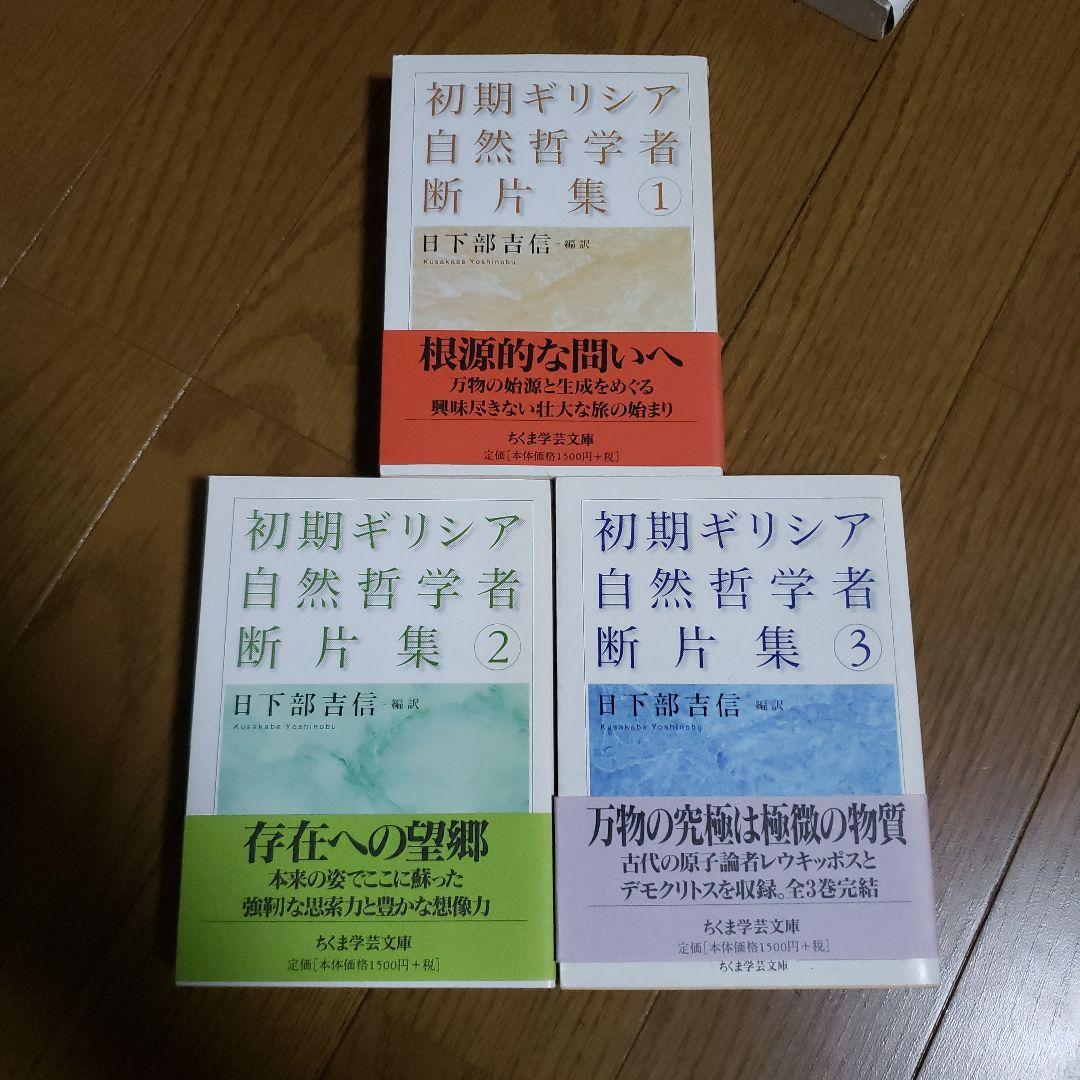 初期ギリシア
自然哲学者
断片集①
日下部吉信=編訳
Kusakabe Yoshinobu
根源的な問いへ
万物の始源と生成をめぐる
興味尽きない壮大な旅の始まり
ちくま学芸文庫
定価[本体価格1500円+税]
初期ギリシア
自然哲学者
断片集②
日下部吉信=編訳
Kusakabe Yoshinobu
存在への望郷
本来の姿でここに蘇った
強靭な思索力と豊かな想像力
ちくま学芸文庫
定価[本体価格1500円+税]
初期ギリシア
自然哲学者
断片集③
日下部吉信 編訳
Kusakabe Yoshinobu
万物の究極は極微の物質
古代の原子論者レウキッポスと
デモクリトスを収録。全3巻完結
ちくま学芸文庫
定価[本体価格1500円+税]
ちくま学芸文庫